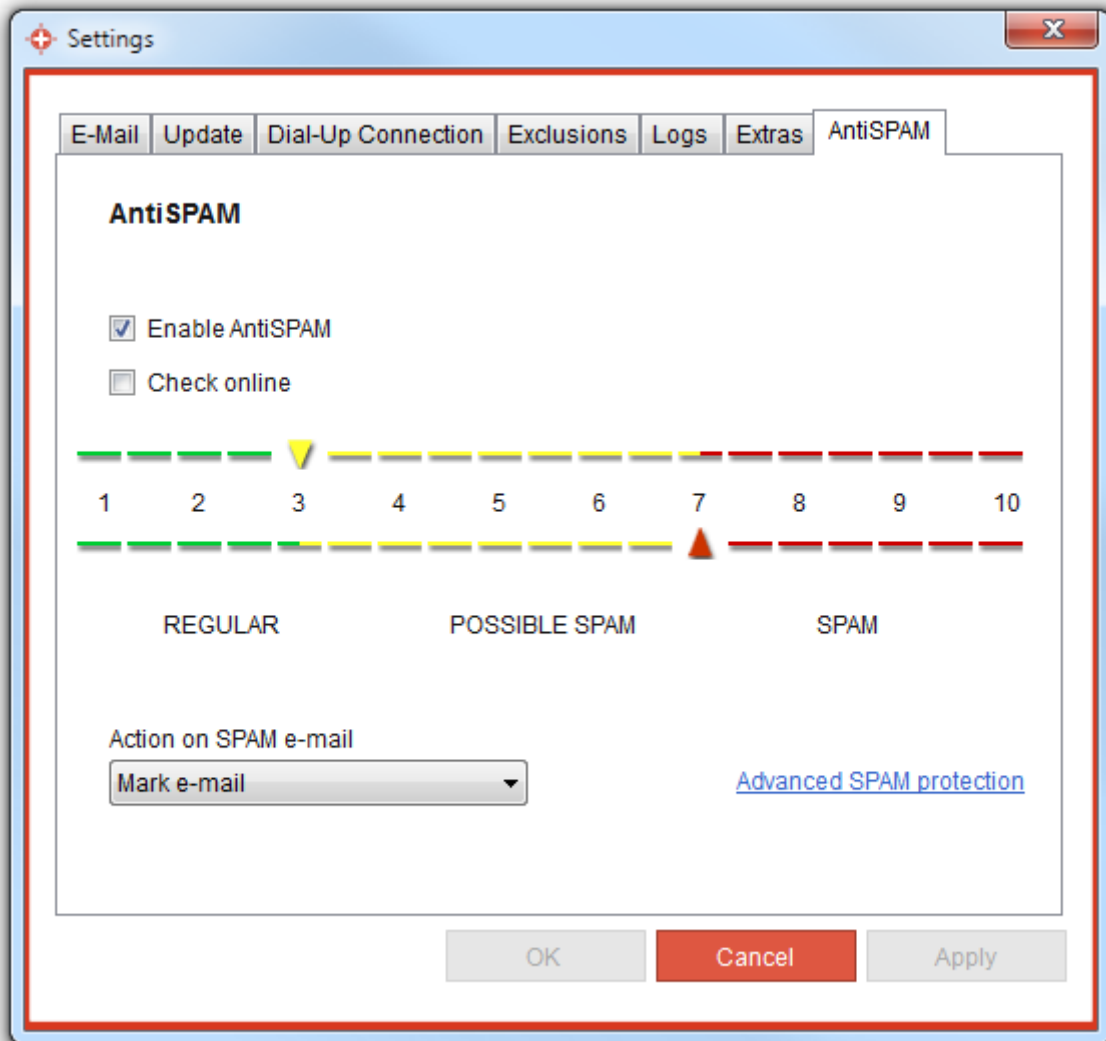 Settings
E-Mail Update Dial-Up Connection Exclusions Logs Extras AntiSPAM
AntiSPAM
Enable AntiSPAM
Check online
1 2 3 4 5 6 7 8 9 10
REGULAR POSSIBLE SPAM SPAM
Action on SPAM e-mail
Mark e-mail Advanced SPAM protection
OK Cancel Apply